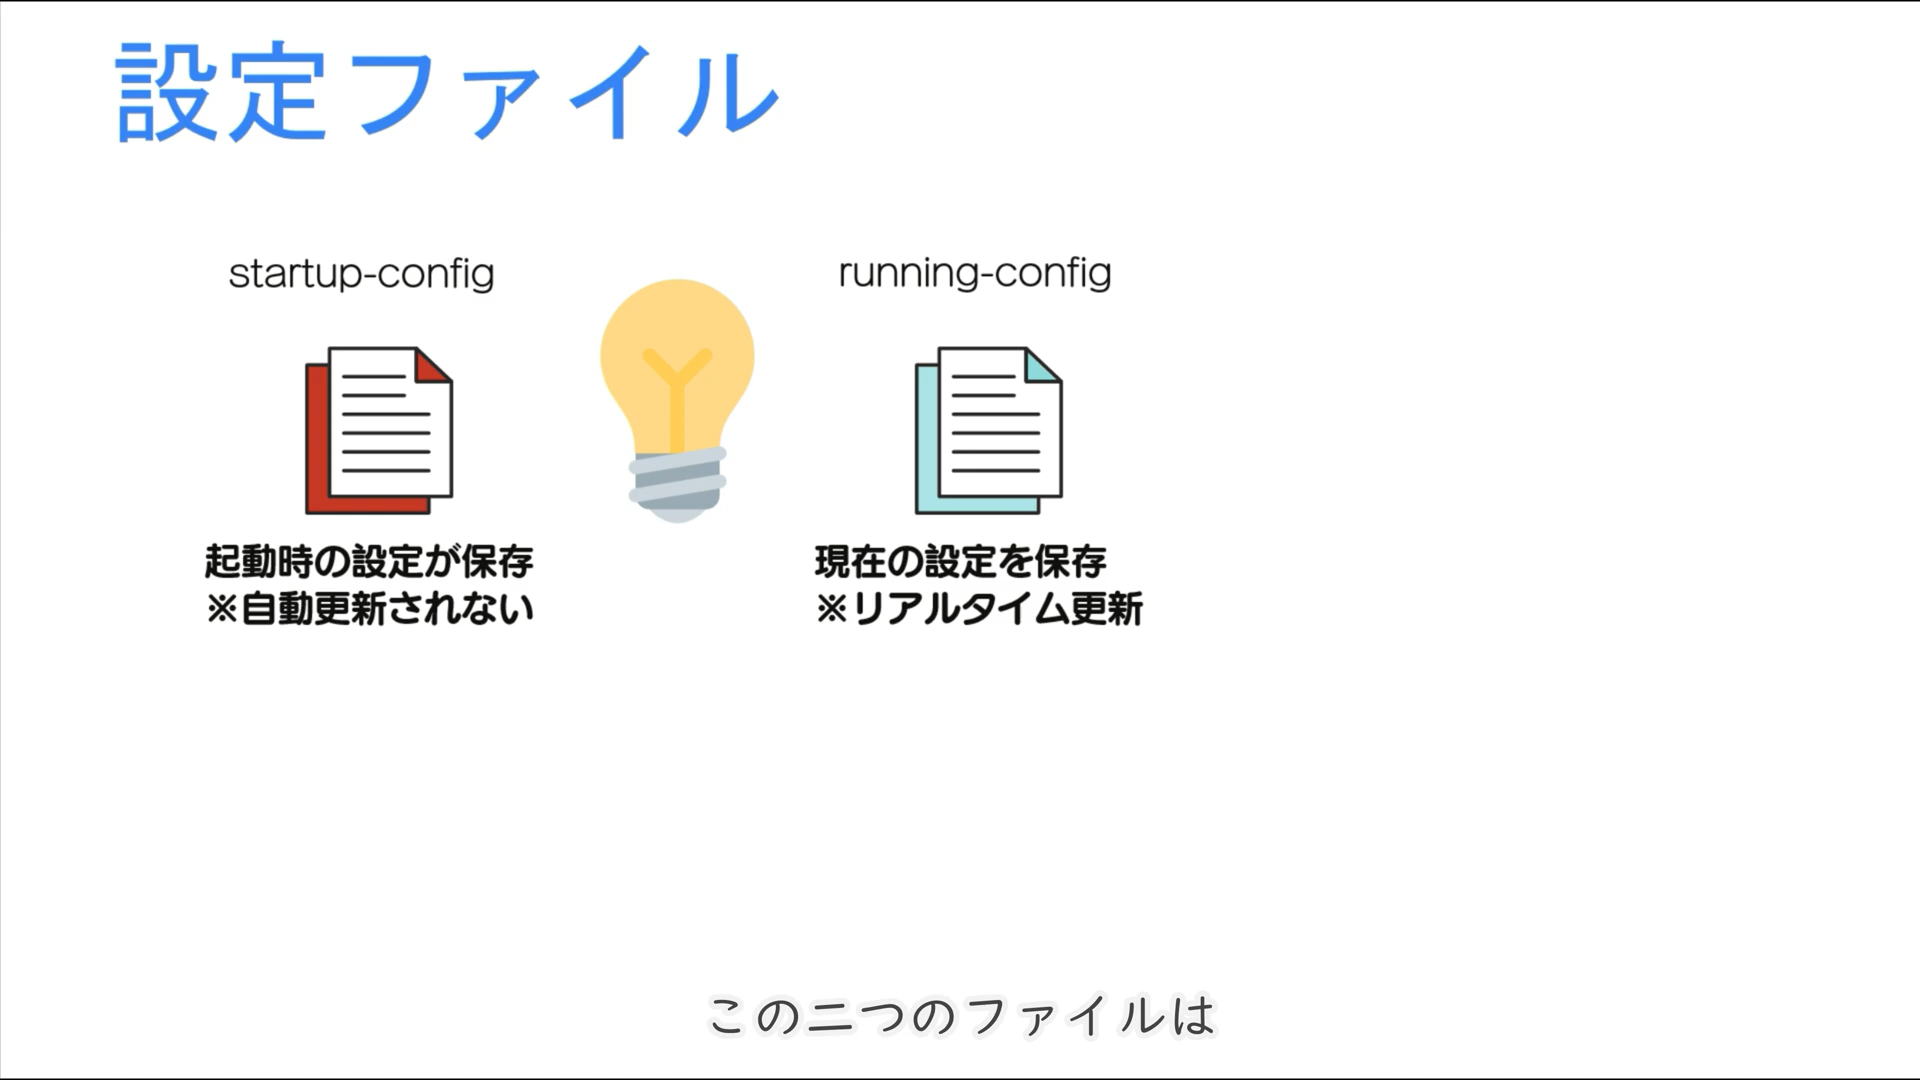 設定ファイル
startup-config
起動時の設定が保存
※自動更新されない
running-config
現在の設定を保存
※リアルタイム更新
この二つのファイルは